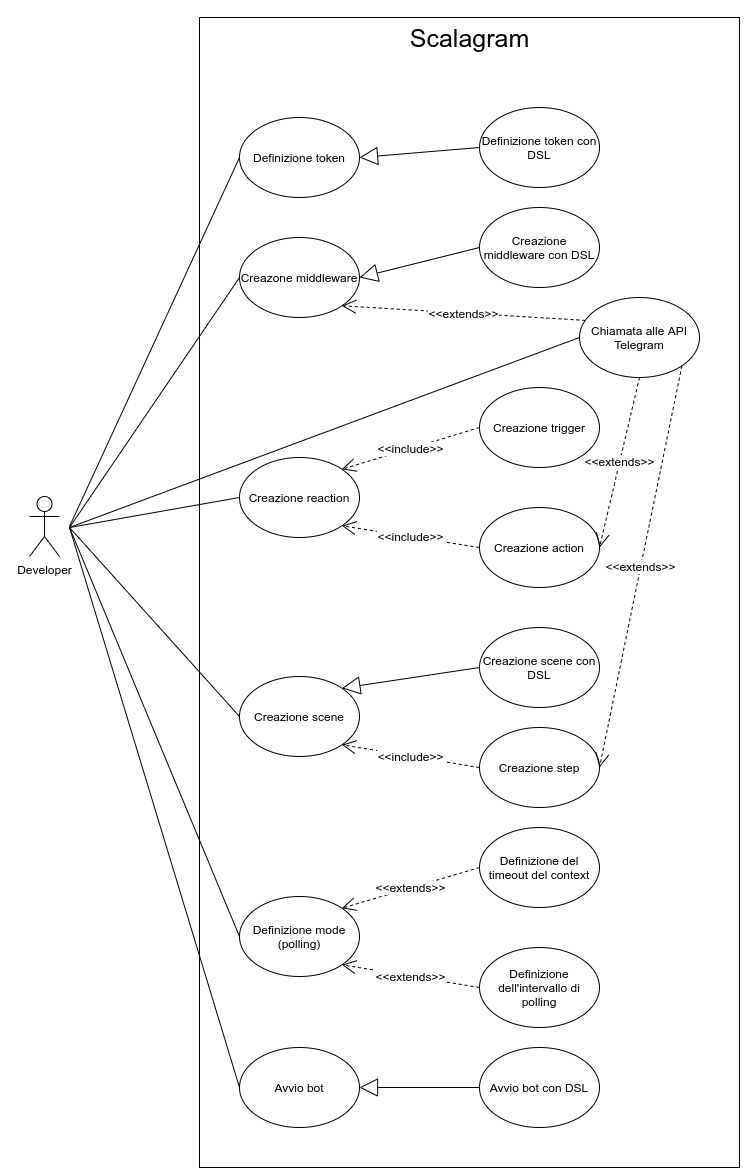 Scalagram
Definizione token
Definizione token con
DSL
Creazone middleware
Creazione
middleware con DSL
<<extends>>
Chiamata alle API
Telegram
Creazione trigger
<<include>>
<<extends>>
Creazione reaction
<<include>>
Creazione action
Developer
<<extends>>
Creazione scene con
DSL
Creazione scene
<<include>>
Creazione step
Definizione del
timeout del context
<<extends>>
Definizione mode
(polling)
<<extends>>
Definizione
dell'intervallo di
polling
Avvio bot
Avvio bot con DSL